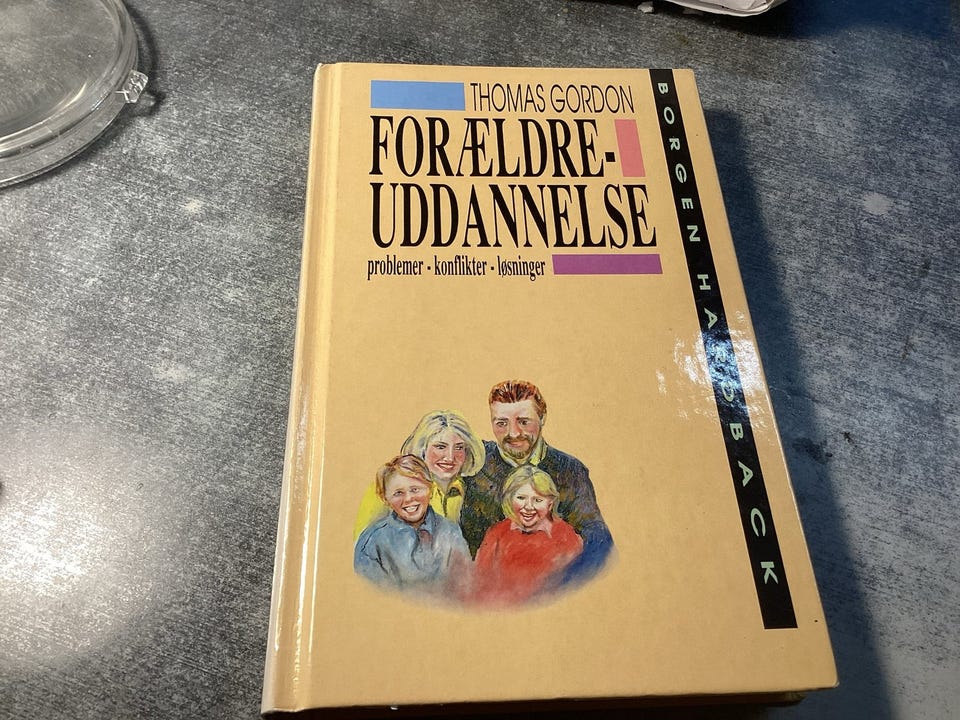 THOMAS GORDON
FORÆLDRE-
UDDANNELSE
problemer - konflikter - løsninger
BORGEN HARDBACK